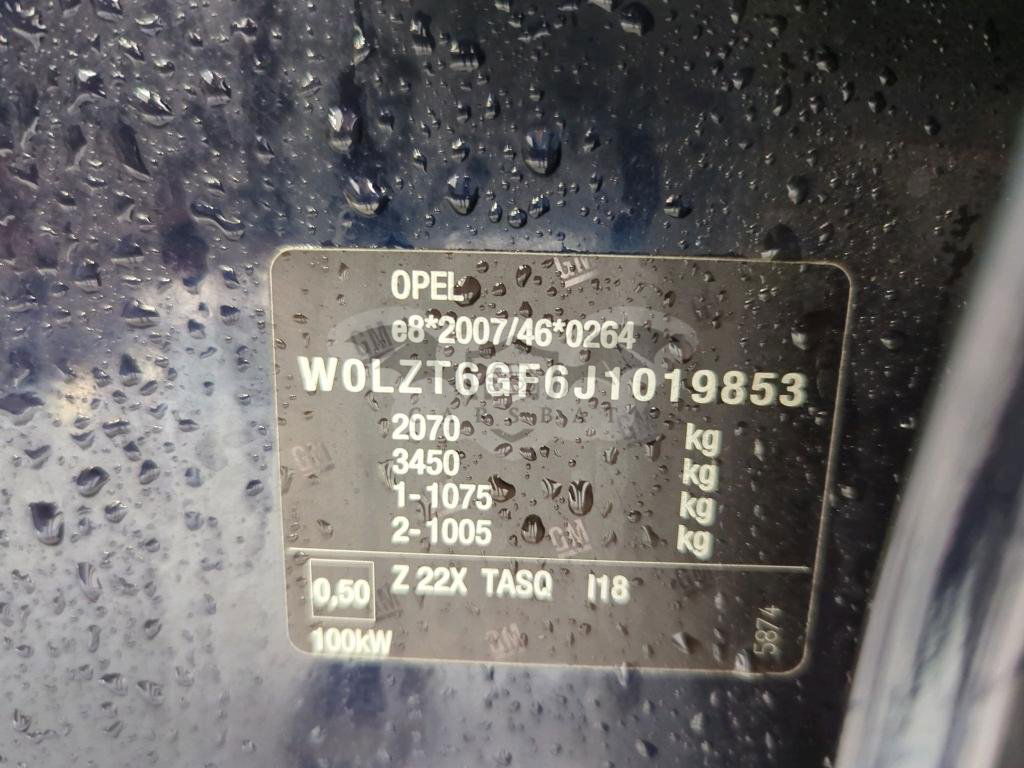 OPEL
e8*2007/46*0264
W0LZT6GF6J1019853
2070 kg
3450 kg
1-1075 kg
2-1005 kg
0,50 Z 22X TASQ I18
100kW
5874